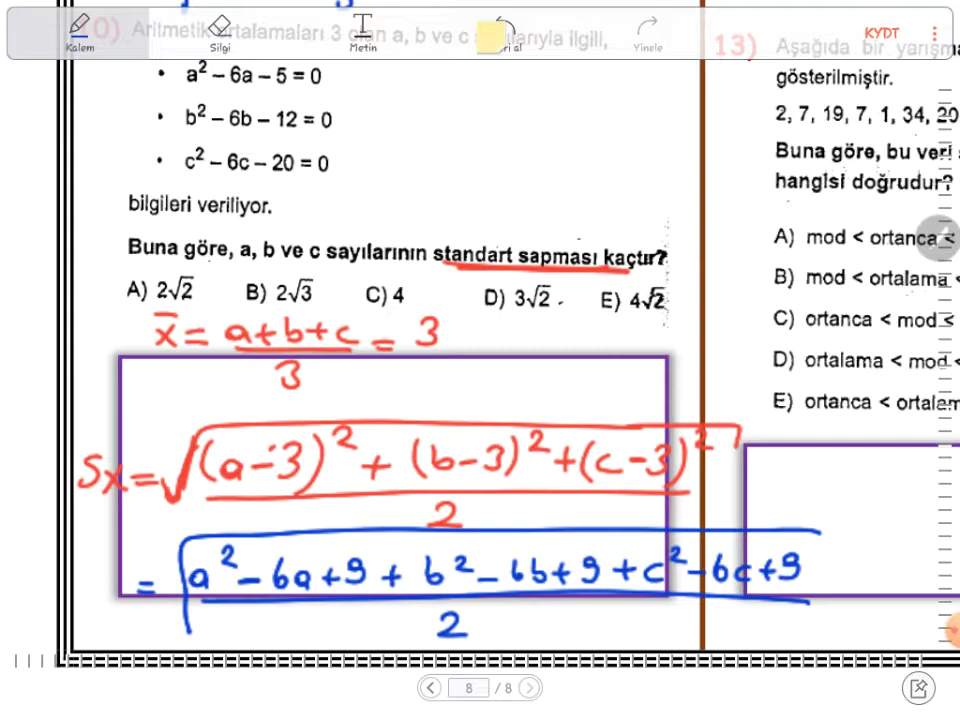 Kalem
Silgi
Metin
Yinele
KYDT
0) Aritmetik ortalamaları 3 olan a, b ve c
ilgili,
• a² – 6a – 5 = 0
• b² – 6b – 12 = 0
• c² – 6c – 20 = 0
bilgileri veriliyor.
Buna göre, a, b ve c sayılarının standart sapması kaçtır?
A) 2√2 B) 2√3 C) 4 D) 3√2 E) 4√2
x̄ = (a+b+c)/3 = 3
Sx = √(((a-3)² + (b-3)² + (c-3)²)/2)
= √((a² - 6a + 9 + b² - 6b + 9 + c² - 6c + 9)/2)
13) Aşağıda bir
gösterilmiştir.
2, 7, 19, 7, 1, 34, 20
Buna göre, bu veri
hangisi doğrudur?
A) mod < ortanca <
B) mod < ortalama <
C) ortanca < mod <
D) ortalama < mod <
E) ortanca <
8 / 8